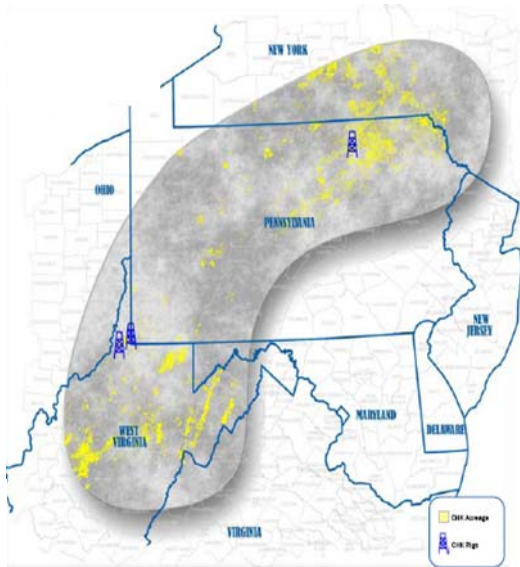 NEW YORK
OHIO
PENNSYLVANIA
NEW
JERSEY
MARYLAND
DELAWARE
WEST
VIRGINIA
VIRGINIA
CHK Acreage
CHK Rigs